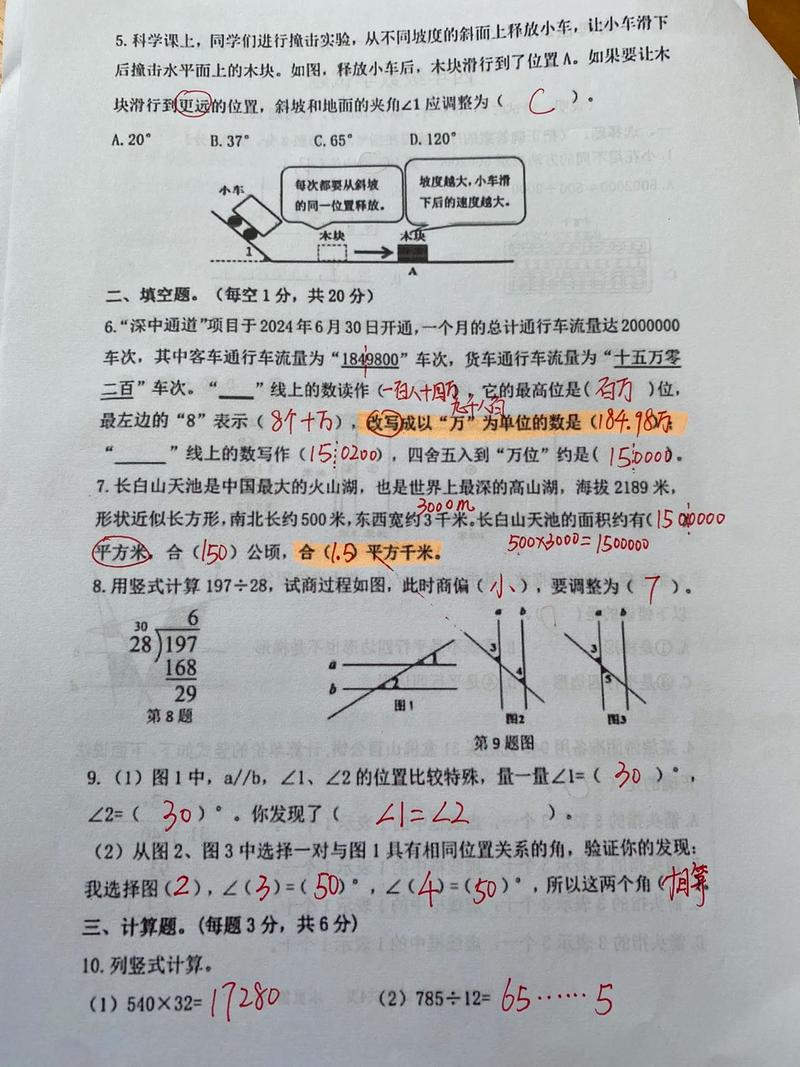 5.科学课上，同学们进行撞击实验，从不同坡度的斜面上释放小车，让小车滑下
后撞击水平面上的木块。如图，释放小车后，木块滑行到了位置A。如果要让木
块滑行到更远的位置，斜坡和地面的夹角∠1应调整为（ C ）。
A.20° B.37° C.65° D.120°
小车
每次都要从斜坡
的同一位置释放。
坡度越大，小车滑
下后的速度越大。
1 木块 木块
A
二、填空题。（每空1分，共20分）
6.“深中通道”项目于2024年6月30日开通，一个月的总计通行车流量达2000000
车次，其中客车通行车流量为“1849800”车次，货车通行车流量为“十五万零
二百”车次。“____”线上的数读作（一百八十四万
九千八百），它的最高位是（百万）位，
最左边的“8”表示（8个十万），改写成以“万”为单位的数是（184.98万）；
“______”线上的数写作（150200），四舍五入到“万位”约是（150000）。
7.长白山天池是中国最大的火山湖，也是世界上最深的高山湖，海拔2189米，
3000m
形状近似长方形，南北长约500米，东西宽约3千米。长白山天池的面积约有（1500000
500×3000=1500000
平方米，合（150）公顷，合（1.5）平方千米。
8.用竖式计算197÷28，试商过程如图，此时商偏（小），要调整为（7）。
6
30
28)197
168
29
第8题
a
b
1
2
图1
a b
3
4
图2
a b
3
5
图3
第9题图
9.（1）图1中，a//b，∠1、∠2的位置比较特殊，量一量∠1=（ 30 ）°，
∠2=（ 30 ）°。你发现了（ ∠1=∠2 ）。
（2）从图2、图3中选择一对与图1具有相同位置关系的角，验证你的发现：
我选择图（2），∠（3）=（50）°，∠（4）=（50）°，所以这两个角（相等
三、计算题。（每题3分，共6分）
10.列竖式计算。
（1）540×32=17280 （2）785÷12=65……5